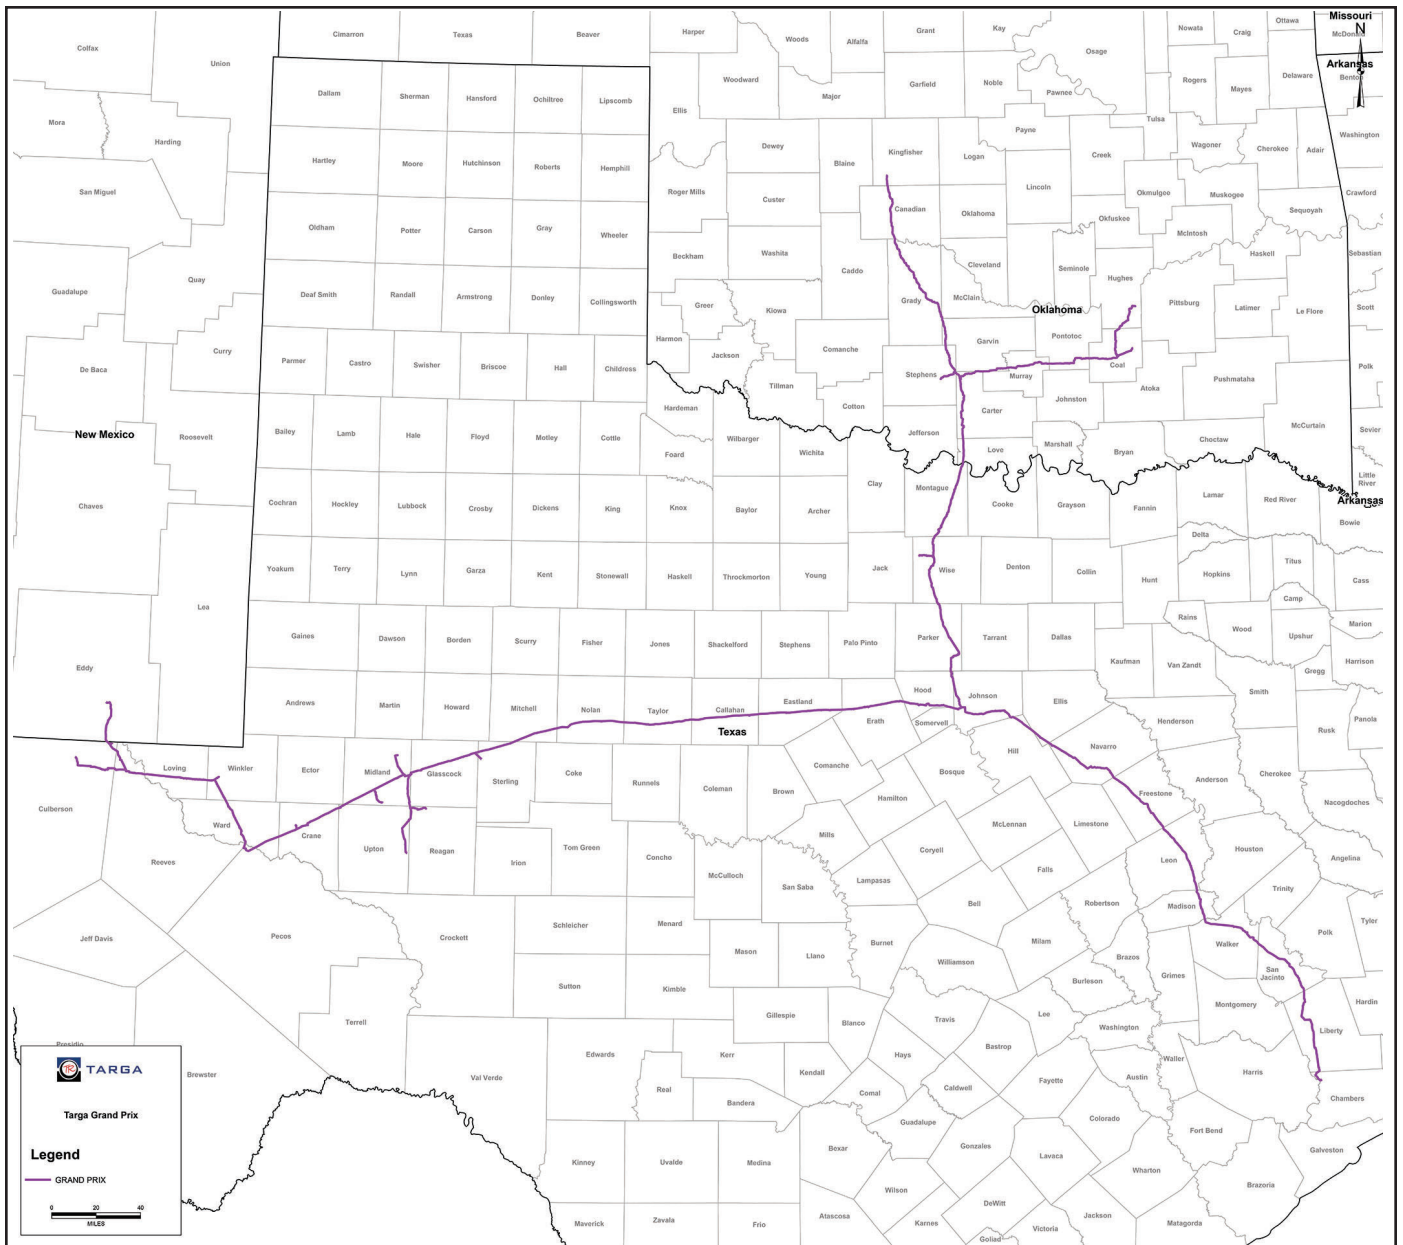 Missouri
N
Cimarron
Texas
Beaver
Harper
Woods
Alfalfa
Grant
Kay
Osage
Nowata
Craig
Ottawa
McDonald
Colfax
Union
Arkansas
Dallam
Sherman
Hansford
Ochiltree
Lipscomb
Ellis
Woodward
Major
Garfield
Noble
Pawnee
Rogers
Mayes
Delaware
Benton
Mora
Harding
Hartley
Moore
Hutchinson
Roberts
Hemphill
Dewey
Blaine
Kingfisher
Logan
Payne
Creek
Tulsa
Wagoner
Cherokee
Adair
Washington
San Miguel
Roger Mills
Custer
Canadian
Oklahoma
Lincoln
Okmulgee
Muskogee
Sequoyah
Crawford
Oldham
Potter
Carson
Gray
Wheeler
Okfuskee
McIntosh
Beckham
Washita
Caddo
Cleveland
Seminole
Hughes
Haskell
Sebastian
Guadalupe
Quay
Deaf Smith
Randall
Armstrong
Donley
Collingsworth
Greer
Kiowa
Grady
McClain
Oklahoma
Pittsburg
Latimer
Le Flore
Scott
Curry
Harmon
Jackson
Comanche
Garvin
Pontotoc
De Baca
Parmer
Castro
Swisher
Briscoe
Hall
Childress
Tillman
Stephens
Murray
Coal
Atoka
Pushmataha
Polk
Hardeman
Cotton
Carter
Johnston
New Mexico
Roosevelt
Bailey
Lamb
Hale
Floyd
Motley
Cottle
Foard
Wilbarger
Wichita
Jefferson
Love
Marshall
Bryan
Choctaw
McCurtain
Sevier
Little
River
Chaves
Cochran
Hockley
Lubbock
Crosby
Dickens
King
Knox
Baylor
Archer
Clay
Montague
Cooke
Grayson
Fannin
Lamar
Red River
Arkansas
Bowie
Delta
Yoakum
Terry
Lynn
Garza
Kent
Stonewall
Haskell
Throckmorton
Young
Jack
Wise
Denton
Collin
Hunt
Hopkins
Titus
Cass
Camp
Lea
Gaines
Dawson
Borden
Scurry
Fisher
Jones
Shackelford
Stephens
Palo Pinto
Parker
Tarrant
Dallas
Rains
Wood
Upshur
Marion
Kaufman
Van Zandt
Gregg
Harrison
Eddy
Andrews
Martin
Howard
Mitchell
Nolan
Taylor
Callahan
Eastland
Erath
Hood
Somervell
Johnson
Ellis
Smith
Henderson
Rusk
Panola
Texas
Loving
Winkler
Ector
Midland
Glasscock
Sterling
Coke
Runnels
Coleman
Brown
Comanche
Bosque
Hill
Navarro
Anderson
Cherokee
Culberson
Hamilton
Freestone
Nacogdoches
Ward
Crane
Upton
Reagan
Irion
Tom Green
Concho
Mills
McLennan
Limestone
Reeves
Coryell
Leon
Houston
Angelina
McCulloch
San Saba
Lampasas
Falls
Trinity
Bell
Robertson
Madison
Jeff Davis
Pecos
Crockett
Schleicher
Menard
Mason
Llano
Burnet
Milam
Walker
Polk
Tyler
Williamson
Brazos
San
Jacinto
Sutton
Kimble
Burleson
Grimes
Montgomery
Hardin
Terrell
Gillespie
Blanco
Travis
Lee
Washington
Liberty
Presidio
Edwards
Kerr
Hays
Bastrop
Waller
Harris
Brewster
Val Verde
Real
Kendall
Comal
Caldwell
Fayette
Austin
Chambers
Bandera
Guadalupe
Colorado
Fort Bend
Kinney
Uvalde
Medina
Bexar
Gonzales
Lavaca
Galveston
Wharton
Brazoria
Wilson
DeWitt
Maverick
Zavala
Frio
Atascosa
Karnes
Victoria
Jackson
Matagorda
Goliad
TR
TARGA
Targa Grand Prix
Legend
GRAND PRIX
0 20 40
MILES